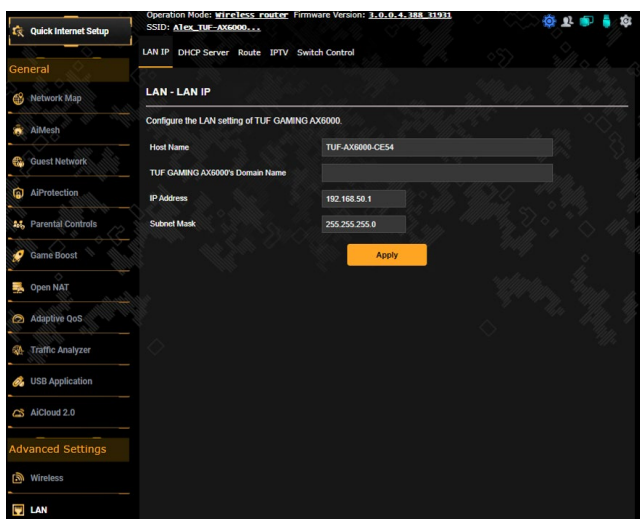 Quick Internet Setup
Operation Mode: Wireless router Firmware Version: 3.0.0.4.388_31931
SSID: Alex_TUF-AX6000...
LAN IP DHCP Server Route IPTV Switch Control
General
Network Map
AiMesh
Guest Network
AiProtection
Parental Controls
Game Boost
Open NAT
Adaptive QoS
Traffic Analyzer
USB Application
AiCloud 2.0
Advanced Settings
Wireless
LAN
LAN - LAN IP
Configure the LAN setting of TUF GAMING AX6000.
Host Name TUF-AX6000-CE54
TUF GAMING AX6000's Domain Name
IP Address 192.168.50.1
Subnet Mask 255.255.255.0
Apply